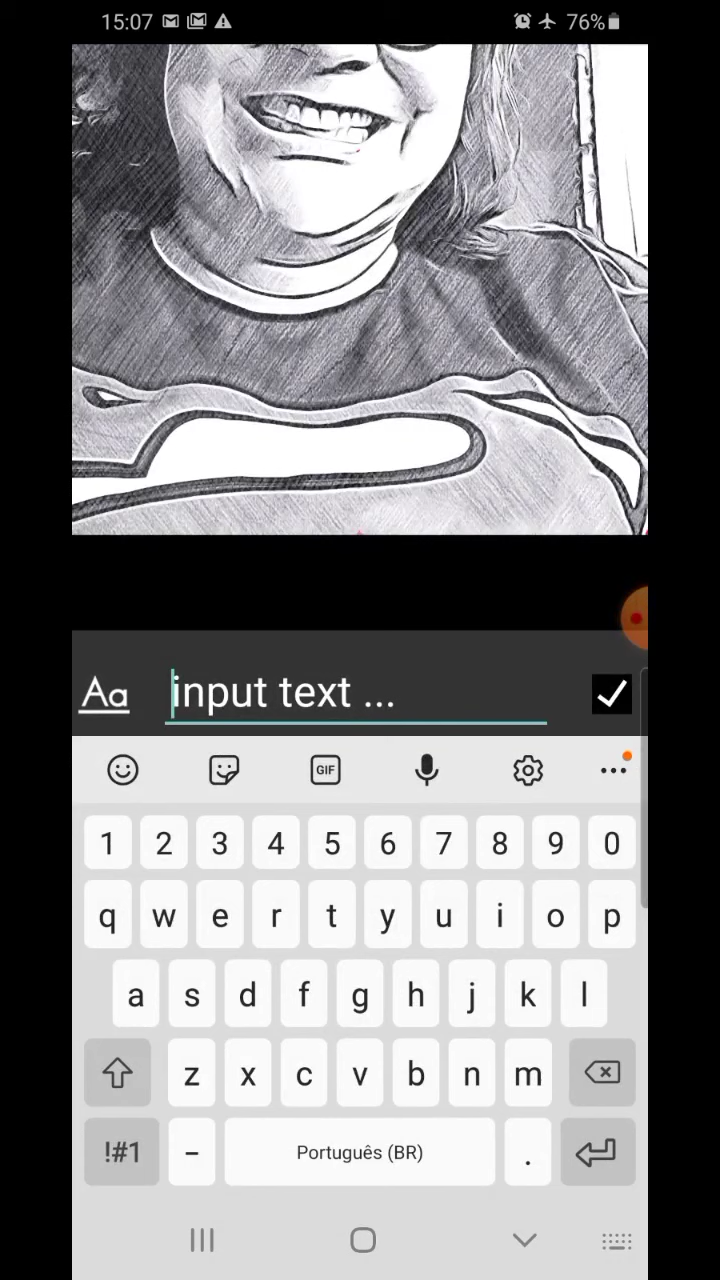 15:07 76%
Aa input text ...
GIF
1 2 3 4 5 6 7 8 9 0
q w e r t y u i o p
a s d f g h j k l
z x c v b n m
!#1 - Português (BR) .